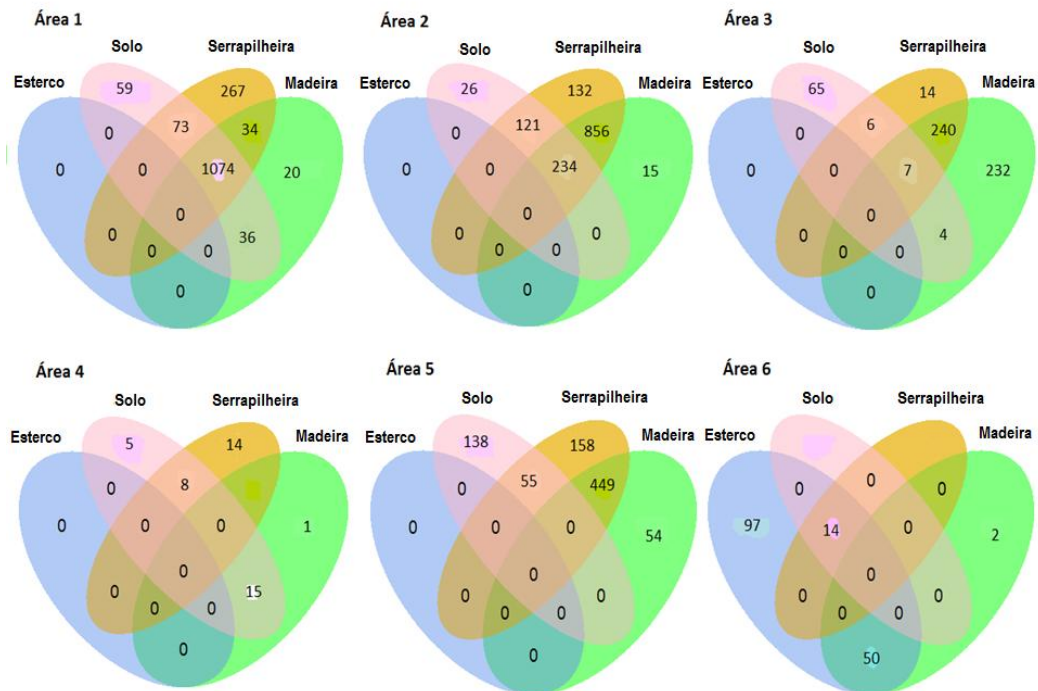 Área 1 Área 2 Área 3
Solo Serrapilheira Solo Serrapilheira Solo Serrapilheira
Esterco Madeira Esterco Madeira Esterco Madeira
59 267 26 132 65 14
0 73 34 0 121 856 0 6 240
0 0 1074 20 0 0 234 15 0 0 7 232
0 0 0
0 0 0 36 0 0 0 0 0 0 0 4
0 0 0
Área 4 Área 5 Área 6
Solo Serrapilheira Solo Serrapilheira Solo Serrapilheira
Esterco Madeira Esterco Madeira Esterco Madeira
5 14 138 158
0 8 0 55 449 0 0 0
0 0 0 1 0 0 0 54 97 14 0 2
0 0 0
0 0 0 15 0 0 0 0 0 0 0 0
0 0 50